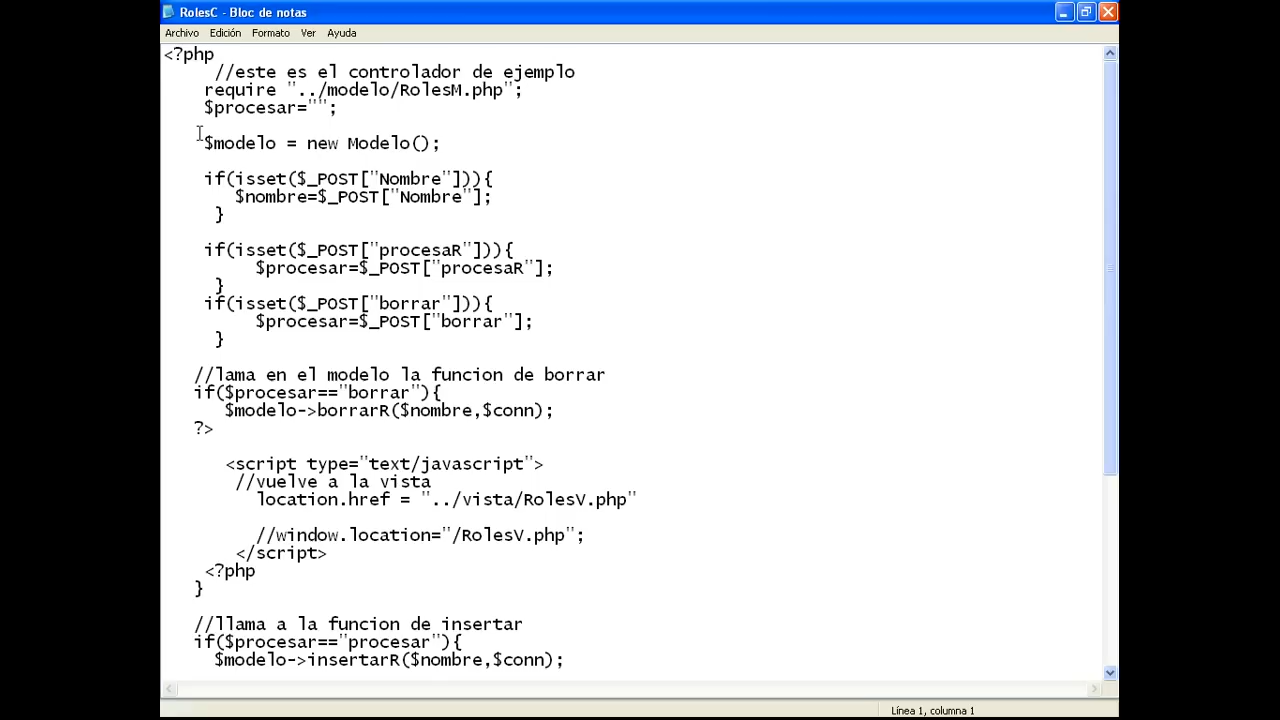 RolesC - Bloc de notas
Archivo Edición Formato Ver Ayuda
<?php
//este es el controlador de ejemplo
require "../modelo/RolesM.php";
$procesar="";
$modelo = new Modelo();
if(isset($_POST["Nombre"])){
$nombre=$_POST["Nombre"];
}
if(isset($_POST["procesaR"])){
$procesar=$_POST["procesaR"];
}
if(isset($_POST["borrar"])){
$procesar=$_POST["borrar"];
}
//lama en el modelo la funcion de borrar
if($procesar=="borrar"){
$modelo->borrarR($nombre,$conn);
?>
<script type="text/javascript">
//vuelve a la vista
location.href = "../vista/RolesV.php"
//window.location="/RolesV.php";
</script>
<?php
}
//llama a la funcion de insertar
if($procesar=="procesar"){
$modelo->insertarR($nombre,$conn);
Línea 1, columna 1